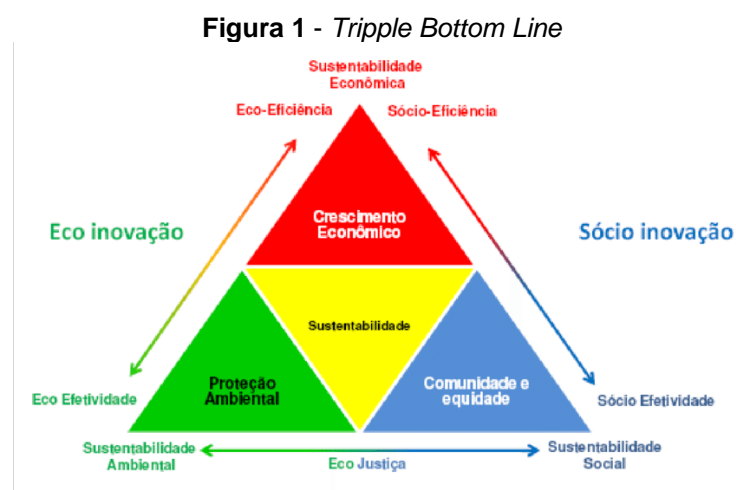 Figura 1 - Tripple Bottom Line
Sustentabilidade
Econômica
Eco-Eficiência
Sócio-Eficiência
Crescimento
Econômico
Eco inovação
Sócio inovação
Sustentabilidade
Proteção
Ambiental
Comunidade e
equidade
Eco Efetividade
Sócio Efetividade
Sustentabilidade
Ambiental
Eco Justiça
Sustentabilidade
Social